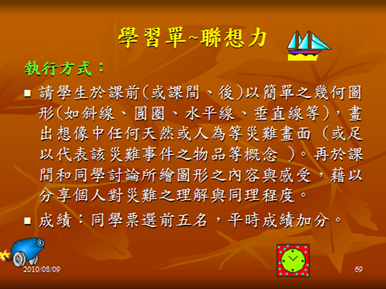 學習單~聯想力
執行方式：
■ 請學生於課前(或課間、後)以簡單之幾何圖
形(如斜線、圓圈、水平線、垂直線等)，畫
出想像中任何天然或人為等災難畫面 (或足
以代表該災難事件之物品等概念 )。再於課
間和同學討論所繪圖形之內容與感受，藉以
分享個人對災難之理解與同理程度。
■ 成績：同學票選前五名，平時成績加分。
2010/08/09
69